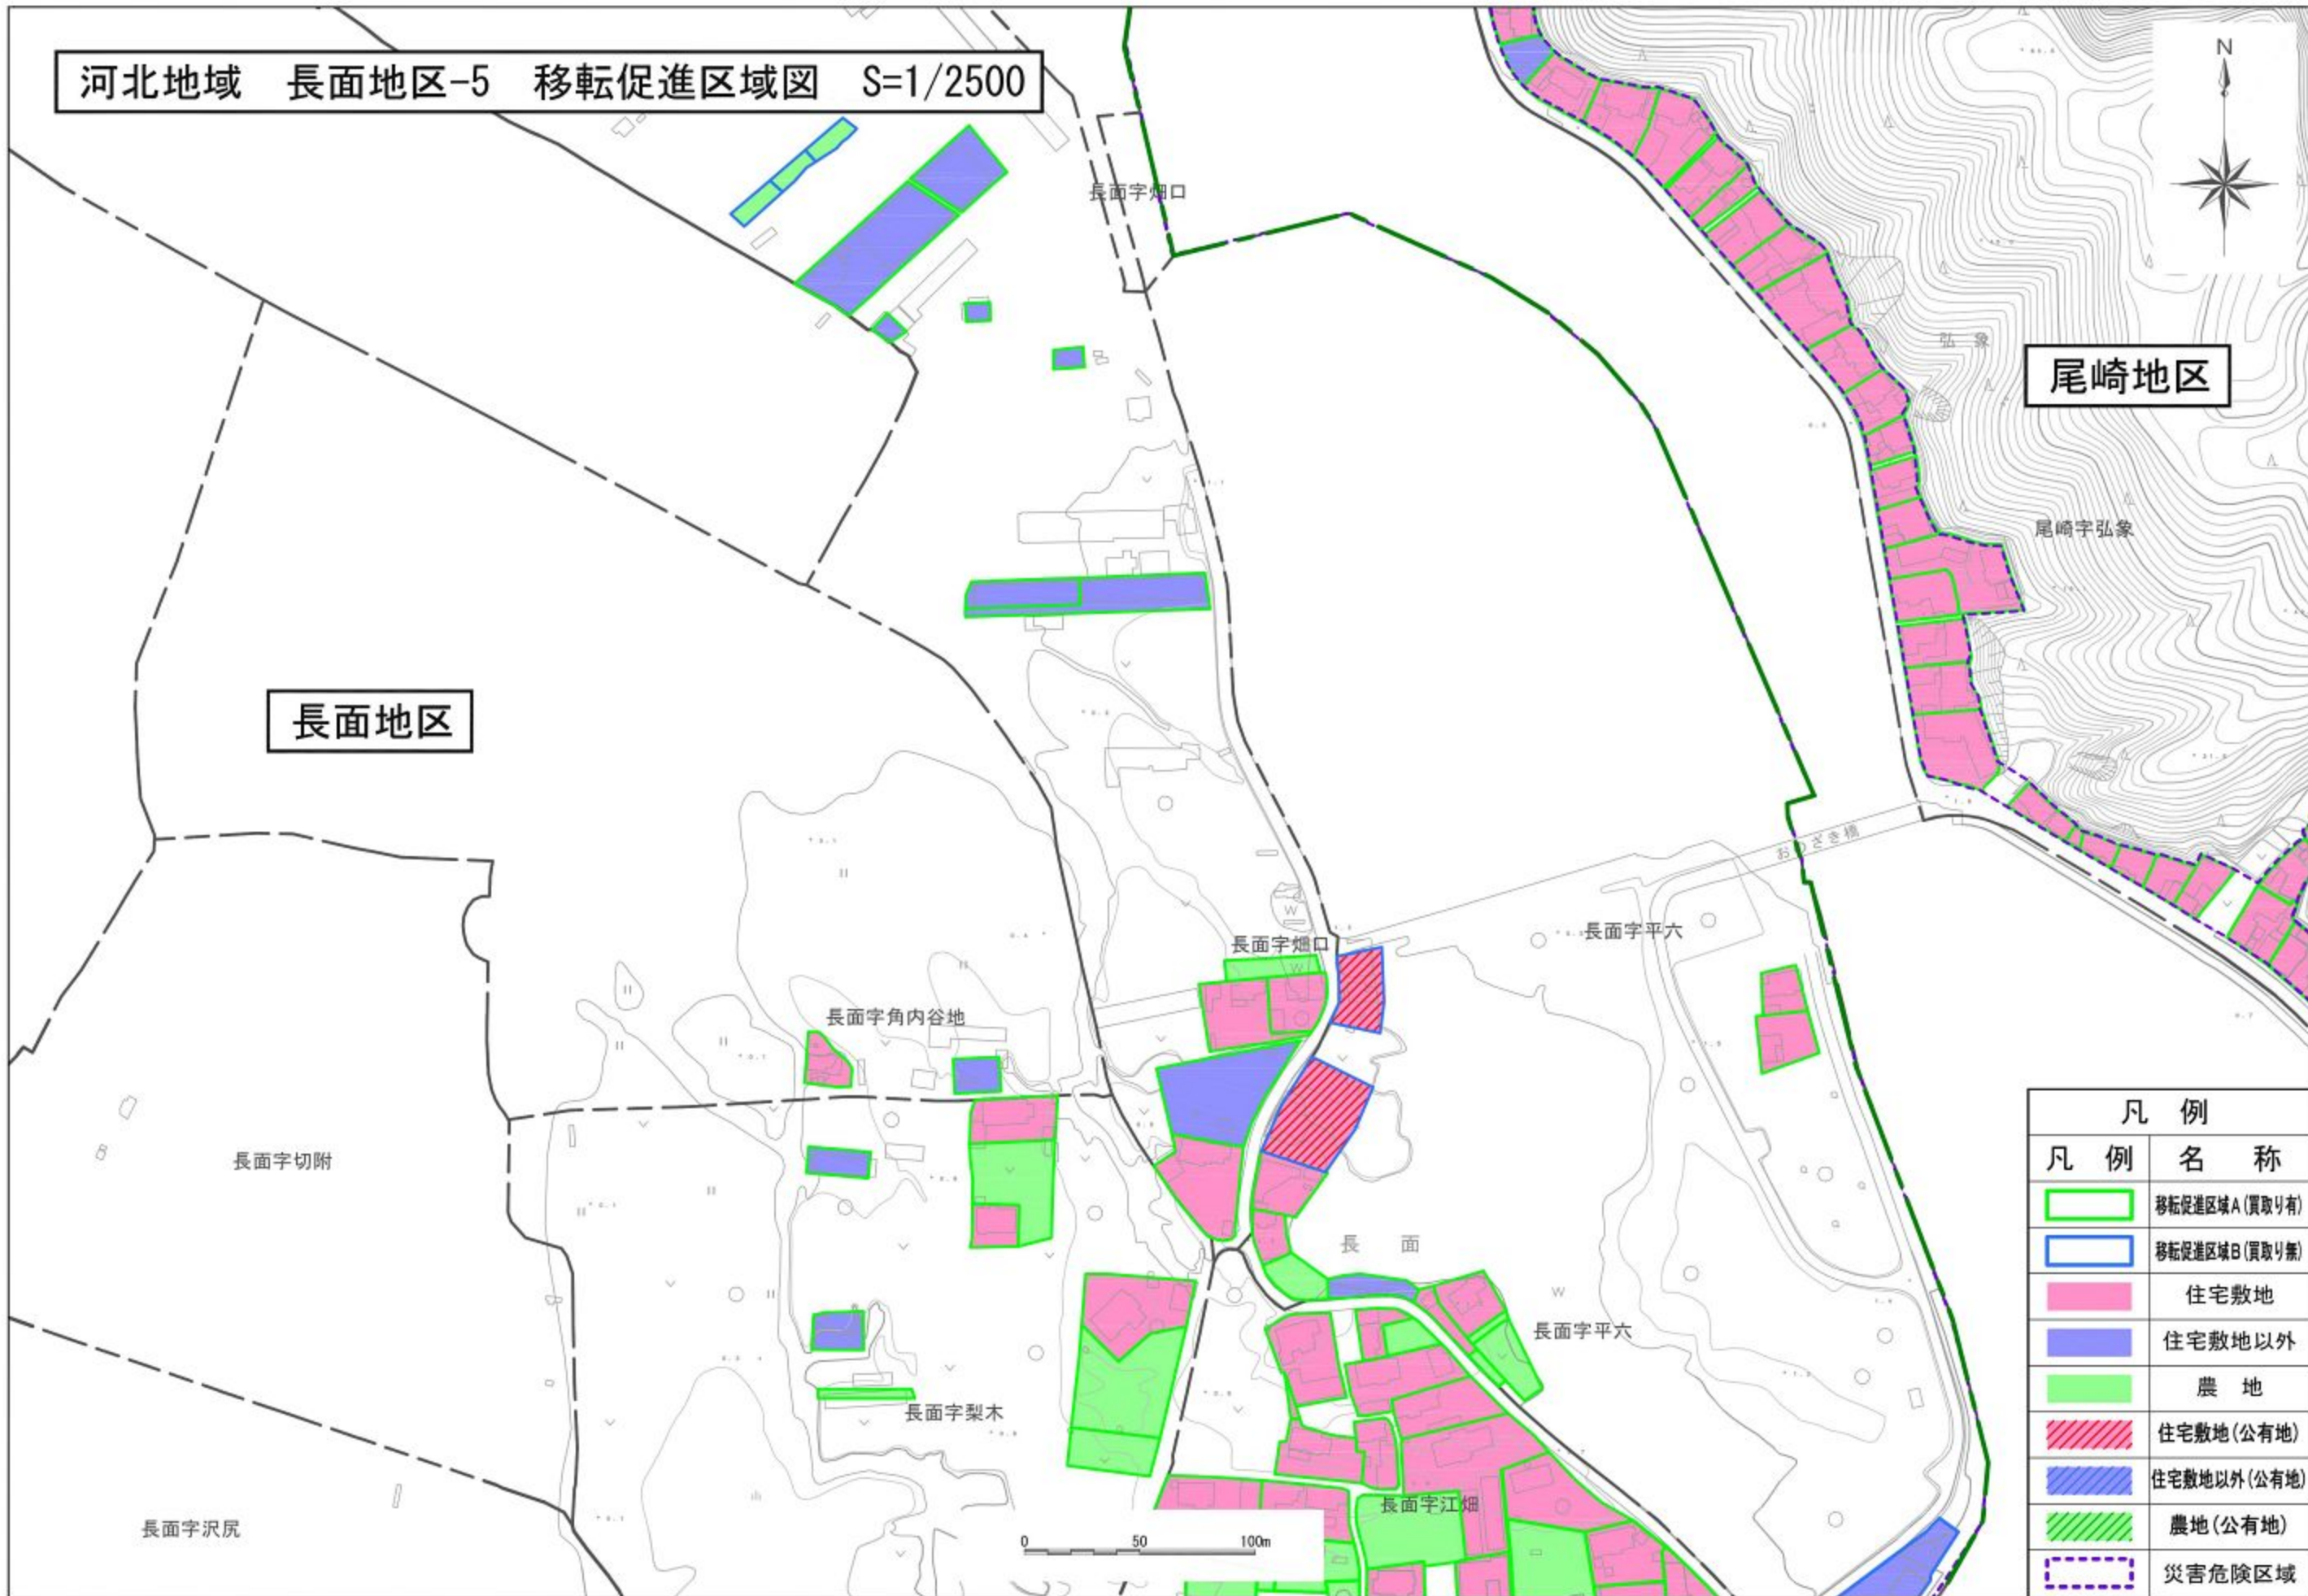 河北地域　長面地区-5　移転促進区域図　S=1/2500
N
長面字畑口
弘　象
尾崎地区
尾崎字弘象
長面地区
おのざき橋
長面字平六
長面字畑口
長面字角内谷地
長面字切附
長　面
長面字平六
長面字梨木
長面字江畑
長面字沢尻
0　50　100m
凡　例
凡　例　名　称
移転促進区域A(買取り有)
移転促進区域B(買取り無)
住宅敷地
住宅敷地以外
農　地
住宅敷地(公有地)
住宅敷地以外(公有地)
農地(公有地)
災害危険区域